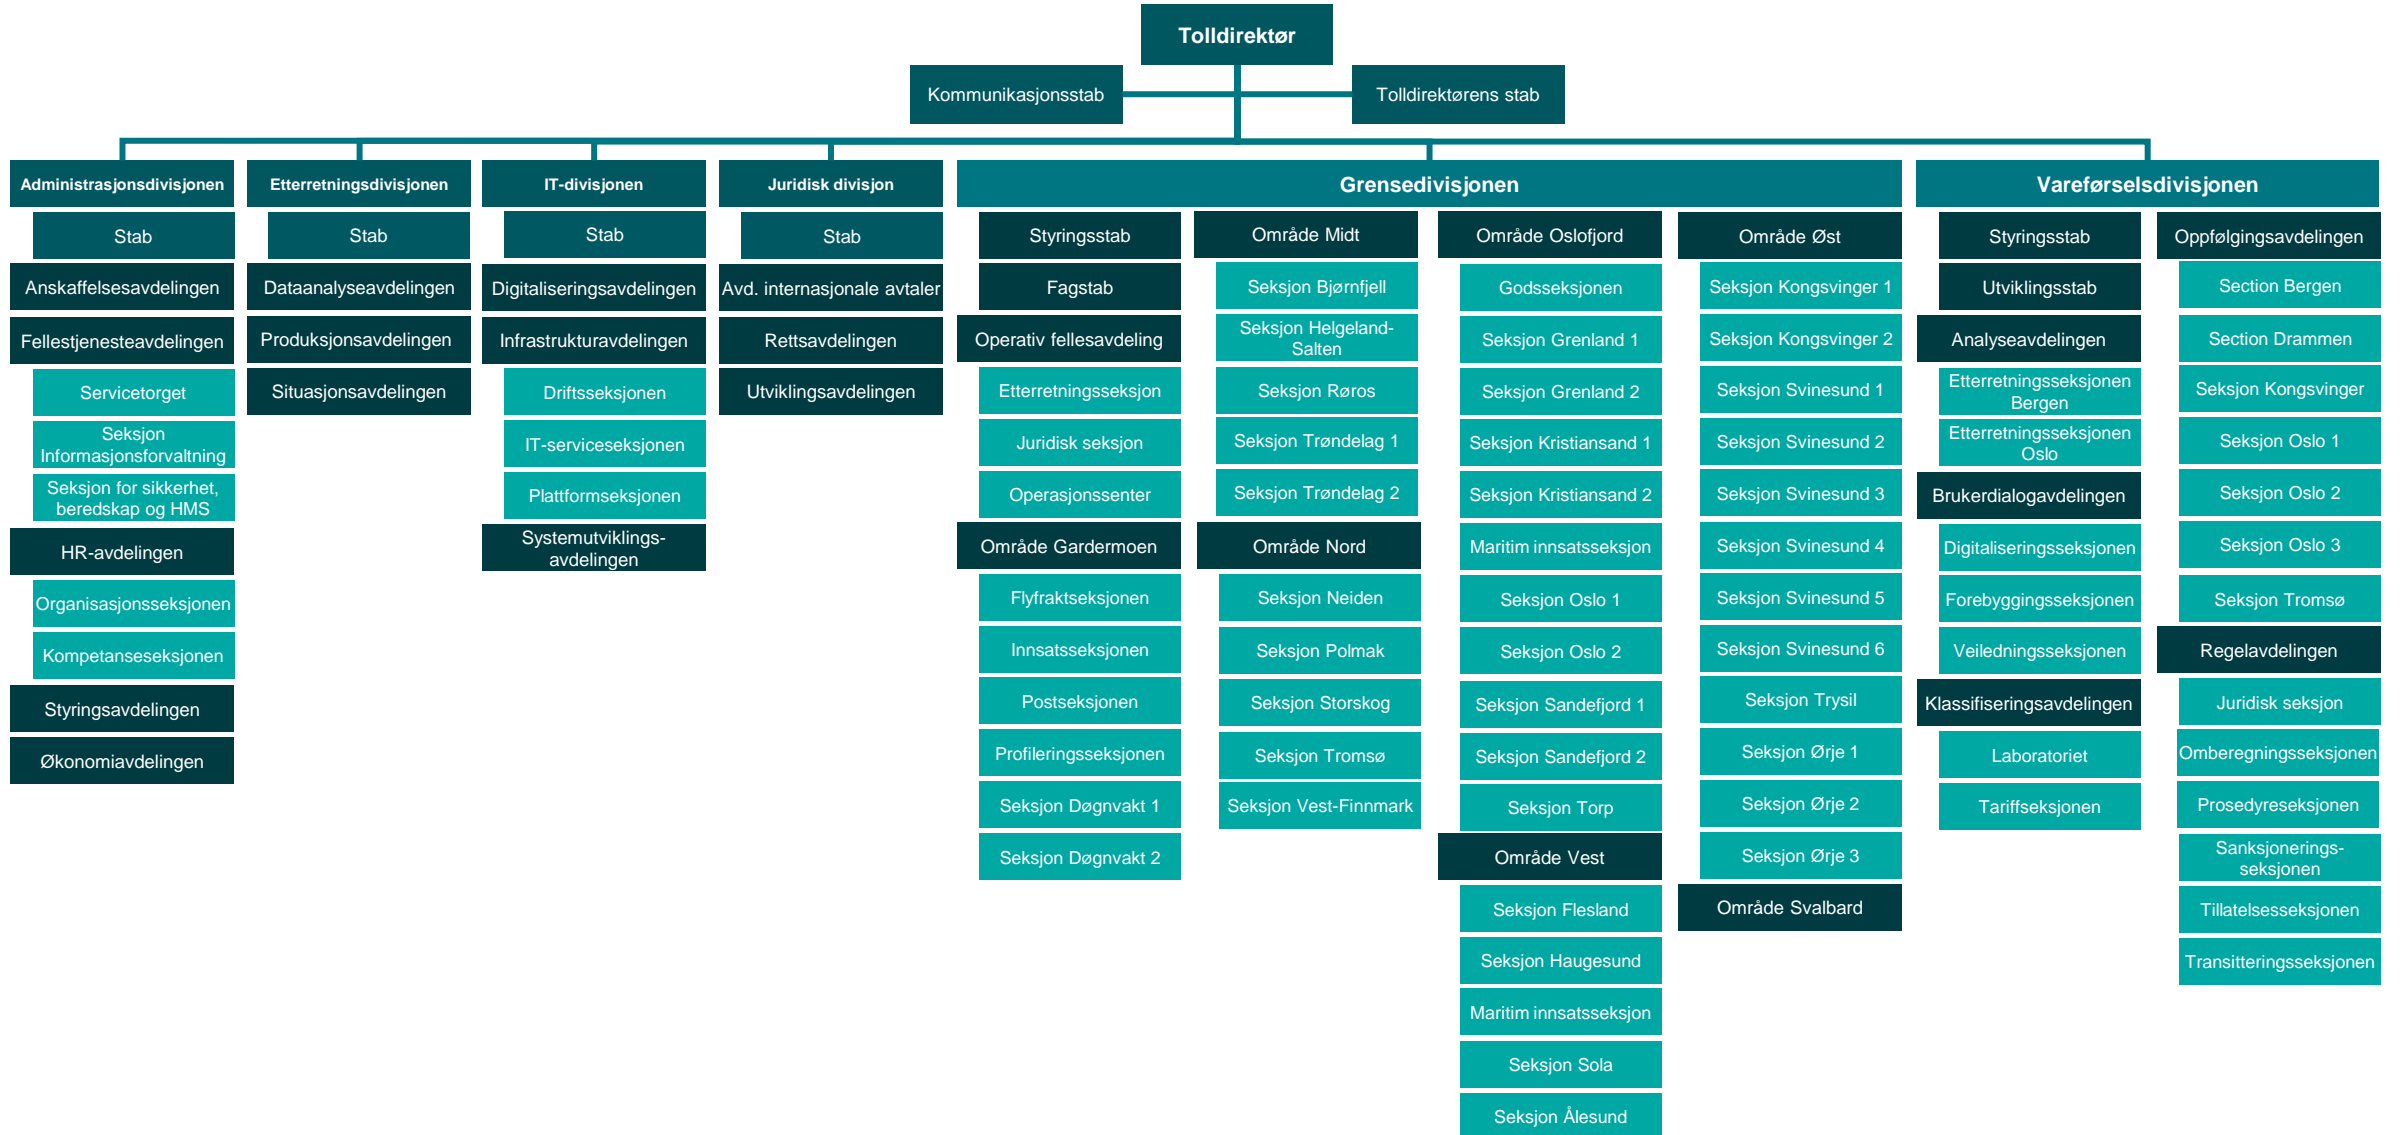 Tolldirektør
Kommunikasjonsstab
Tolldirektørens stab
Administrasjonsdivisjonen
Stab
Anskaffelsesavdelingen
Fellestjenesteavdelingen
Servicetorget
Seksjon
Informasjonsforvaltning
Seksjon for sikkerhet,
beredskap og HMS
HR-avdelingen
Organisasjonsseksjonen
Kompetanseseksjonen
Styringsavdelingen
Økonomiavdelingen
Etterretningsdivisjonen
Stab
Dataanalyseavdelingen
Produksjonsavdelingen
Situasjonsavdelingen
IT-divisjonen
Stab
Digitaliseringsavdelingen
Infrastrukturavdelingen
Driftsseksjonen
IT-serviceseksjonen
Plattformseksjonen
Systemutviklings-
avdelingen
Juridisk divisjon
Stab
Avd. internasjonale avtaler
Rettsavdelingen
Utviklingsavdelingen
Grensedivisjonen
Styringsstab
Fagstab
Operativ fellesavdeling
Etterretningsseksjon
Juridisk seksjon
Operasjonssenter
Område Gardermoen
Flyfraktseksjonen
Innsatsseksjonen
Postseksjonen
Profileringsseksjonen
Seksjon Døgnvakt 1
Seksjon Døgnvakt 2
Område Midt
Seksjon Bjørnfjell
Seksjon Helgeland-
Salten
Seksjon Røros
Seksjon Trøndelag 1
Seksjon Trøndelag 2
Område Nord
Seksjon Neiden
Seksjon Polmak
Seksjon Storskog
Seksjon Tromsø
Seksjon Vest-Finnmark
Område Oslofjord
Godsseksjonen
Seksjon Grenland 1
Seksjon Grenland 2
Seksjon Kristiansand 1
Seksjon Kristiansand 2
Maritim innsatsseksjon
Seksjon Oslo 1
Seksjon Oslo 2
Seksjon Sandefjord 1
Seksjon Sandefjord 2
Seksjon Torp
Område Vest
Seksjon Flesland
Seksjon Haugesund
Maritim innsatsseksjon
Seksjon Sola
Seksjon Ålesund
Område Øst
Seksjon Kongsvinger 1
Seksjon Kongsvinger 2
Seksjon Svinesund 1
Seksjon Svinesund 2
Seksjon Svinesund 3
Seksjon Svinesund 4
Seksjon Svinesund 5
Seksjon Svinesund 6
Seksjon Trysil
Seksjon Ørje 1
Seksjon Ørje 2
Seksjon Ørje 3
Område Svalbard
Vareførselsdivisjonen
Styringsstab
Utviklingsstab
Analyseavdelingen
Etterretningsseksjonen
Bergen
Etterretningsseksjonen
Oslo
Brukerdialogavdelingen
Digitaliseringsseksjonen
Forebyggingsseksjonen
Veiledningsseksjonen
Klassifiseringsavdelingen
Laboratoriet
Tariffseksjonen
Oppfølgingsavdelingen
Section Bergen
Section Drammen
Seksjon Kongsvinger
Seksjon Oslo 1
Seksjon Oslo 2
Seksjon Oslo 3
Seksjon Tromsø
Regelavdelingen
Juridisk seksjon
Omberegningsseksjonen
Prosedyreseksjonen
Sanksjonerings-
seksjonen
Tillatelsesseksjonen
Transitteringsseksjonen